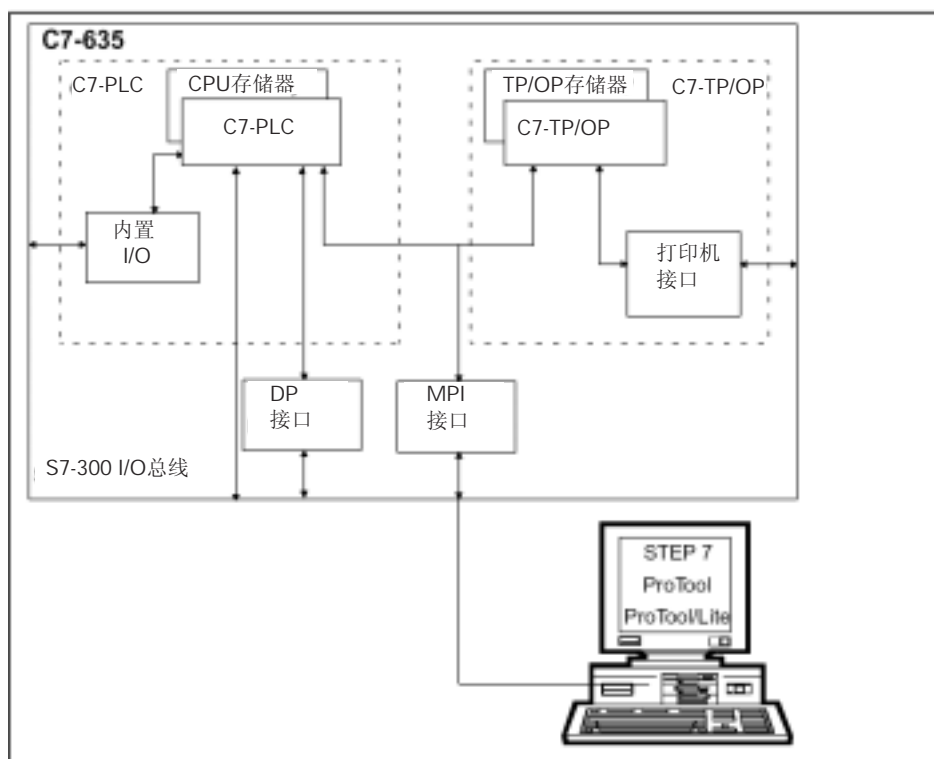 C7-635
C7-PLC
CPU存储器
C7-PLC
TP/OP存储器
C7-TP/OP
C7-TP/OP
内置
I/O
打印机
接口
DP
接口
MPI
接口
S7-300 I/O总线
STEP 7
ProTool
ProTool/Lite